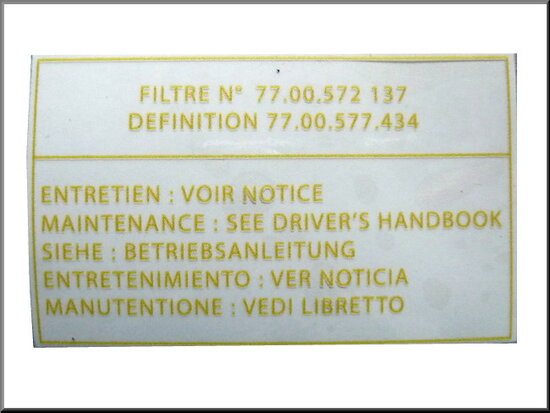 FILTRE N° 77.00.572 137
DEFINITION 77.00.577.434
ENTRETIEN : VOIR NOTICE
MAINTENANCE : SEE DRIVER'S HANDBOOK
SIEHE : BETRIEBSANLEITUNG
ENTRETENIMIENTO : VER NOTICIA
MANUTENTIONE : VEDI LIBRETTO